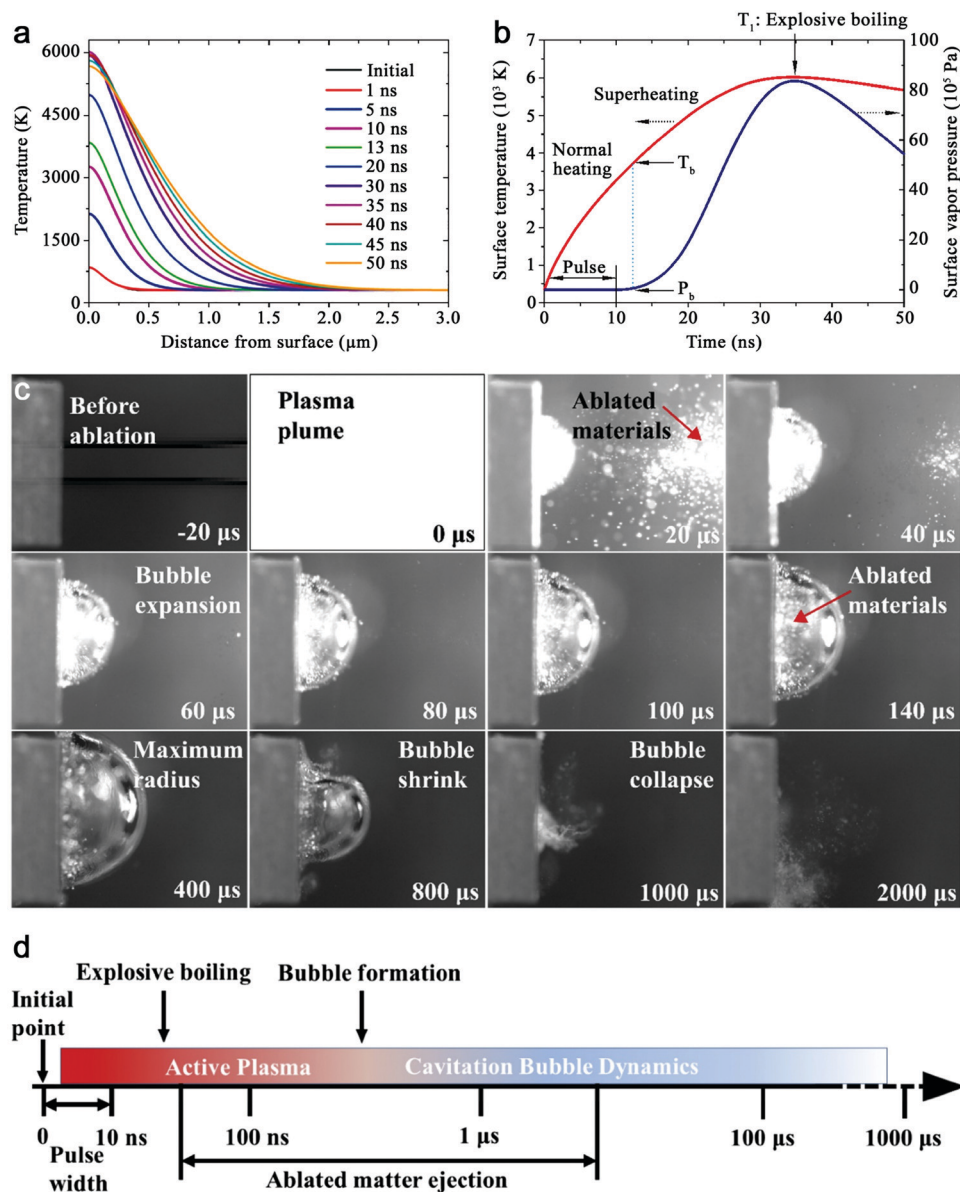 a
6000
4500
3000
1500
0
Temperature (K)
0.0 0.5 1.0 1.5 2.0 2.5 3.0
Distance from surface (μm)
Initial
1 ns
5 ns
10 ns
13 ns
20 ns
30 ns
35 ns
40 ns
45 ns
50 ns
b
T₁: Explosive boiling
7
6
5
4
3
2
1
0
Surface temperature (10³ K)
Superheating
Normal
heating
T_b
Pulse
P_b
0 10 20 30 40 50
Time (ns)
100
80
60
40
20
0
Surface vapor pressure (10⁵ Pa)
c
Before
ablation
-20 μs
Plasma
plume
0 μs
Ablated
materials
20 μs
40 μs
Bubble
expansion
60 μs
80 μs
100 μs
Ablated
materials
140 μs
Maximum
radius
400 μs
Bubble
shrink
800 μs
Bubble
collapse
1000 μs
2000 μs
d
Explosive boiling
Bubble formation
Initial
point
Active Plasma
Cavitation Bubble Dynamics
0 10 ns 100 ns 1 μs 100 μs 1000 μs
Pulse
width
Ablated matter ejection